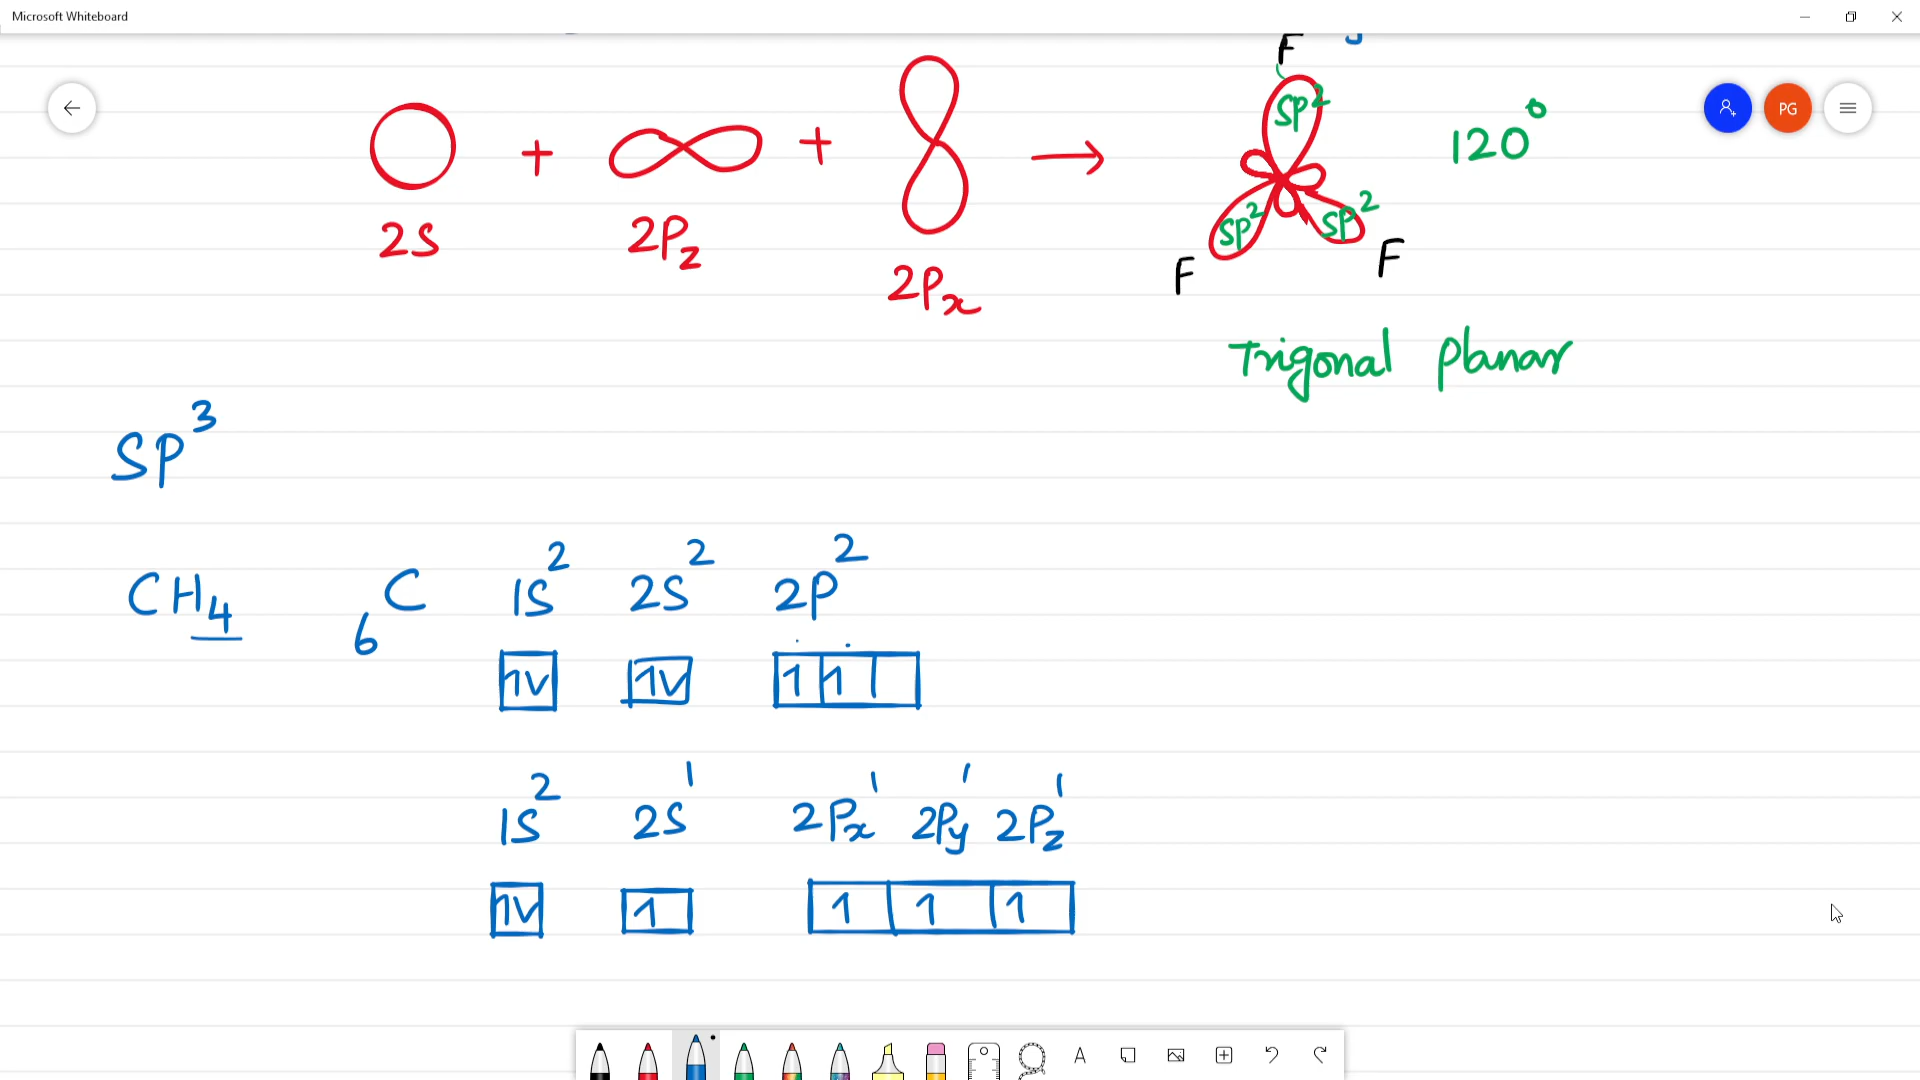 Microsoft Whiteboard
F
SP²
120°
PG
+ + →
2S
2Pz
SP² SP²
F F
2Px
Trigonal planar
SP³
CH₄ ₆C 1S² 2S² 2P²
1v 1v 1 1
1S² 2S¹ 2Px¹ 2Py¹ 2Pz¹
1v 1 1 1 1
A